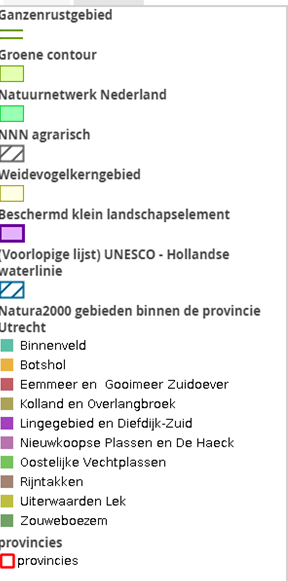 Ganzenrustgebied
Groene contour
Natuurnetwerk Nederland
NNN agrarisch
Weidevogelkerngebied
Beschermd klein landschapselement
(Voorlopige lijst) UNESCO - Hollandse
waterlinie
Natura2000 gebieden binnen de provincie
Utrecht
Binnenveld
Botshol
Eemmeer en Gooimeer Zuidoever
Kolland en Overlangbroek
Lingegebied en Diefdijk-Zuid
Nieuwkoopse Plassen en De Haeck
Oostelijke Vechtplassen
Rijntakken
Uiterwaarden Lek
Zouweboezem
provincies
provincies